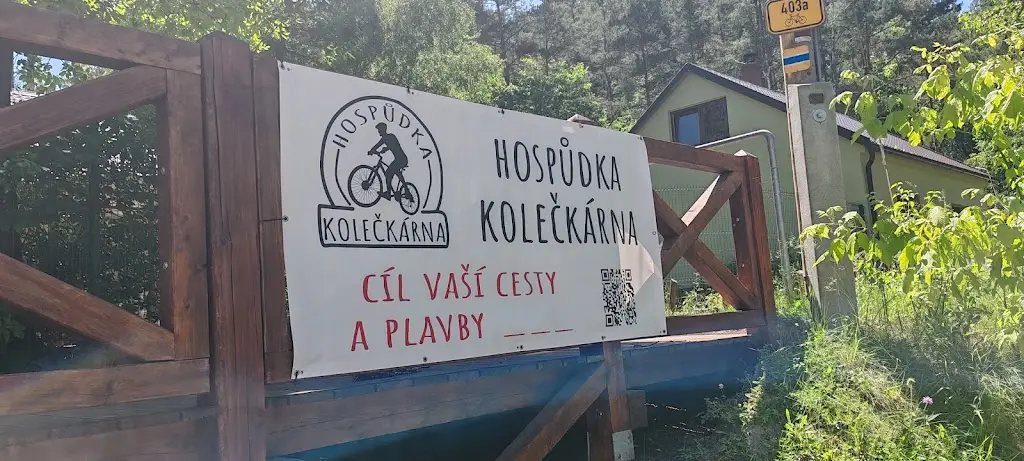 403a
HOSPŮDKA
KOLEČKÁRNA
HOSPŮDKA
KOLEČKÁRNA
CÍL VAŠÍ CESTY
A PLAVBY _ _ _